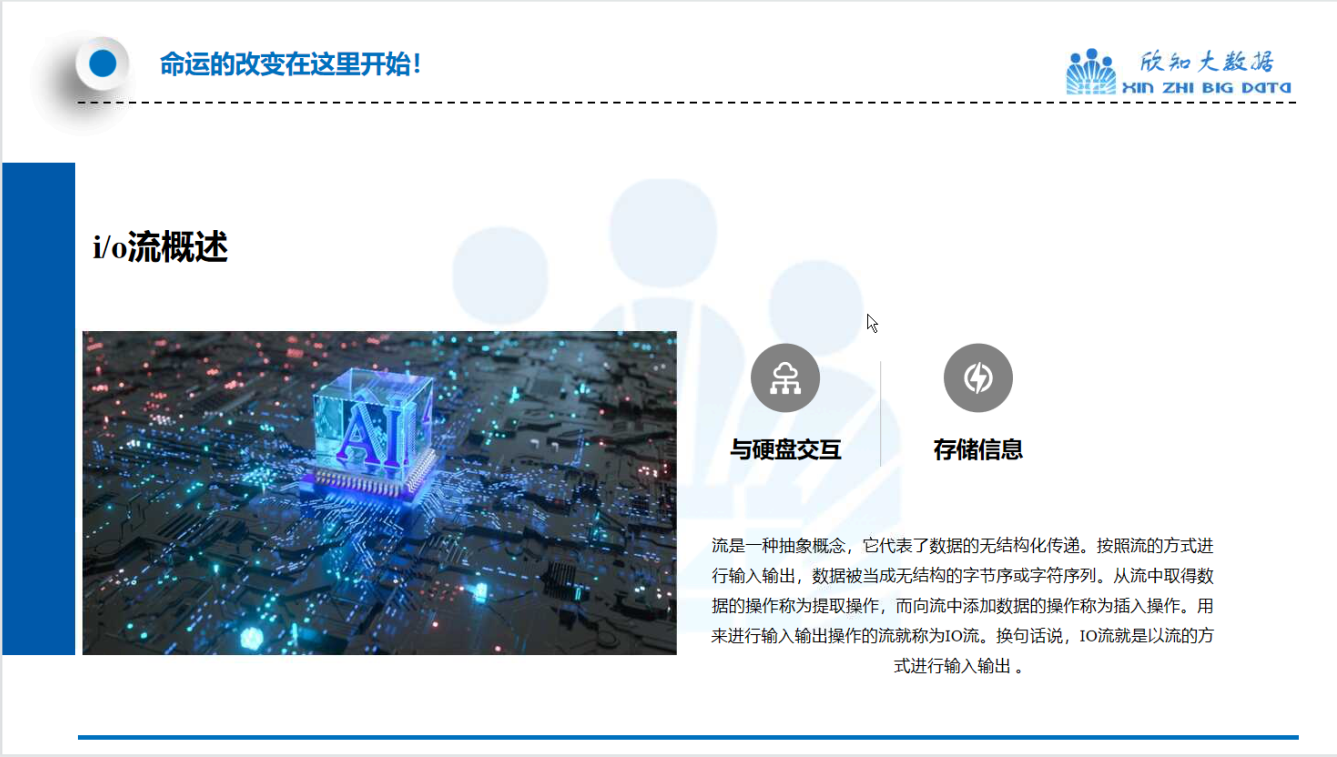 命运的改变在这里开始！
欣知大数据
XIN ZHI BIG DATA
i/o流概述
AI
与硬盘交互
存储信息
流是一种抽象概念，它代表了数据的无结构化传递。按照流的方式进
行输入输出，数据被当成无结构的字节序或字符序列。从流中取得数
据的操作称为提取操作，而向流中添加数据的操作称为插入操作。用
来进行输入输出操作的流就称为IO流。换句话说，IO流就是以流的方
式进行输入输出 。